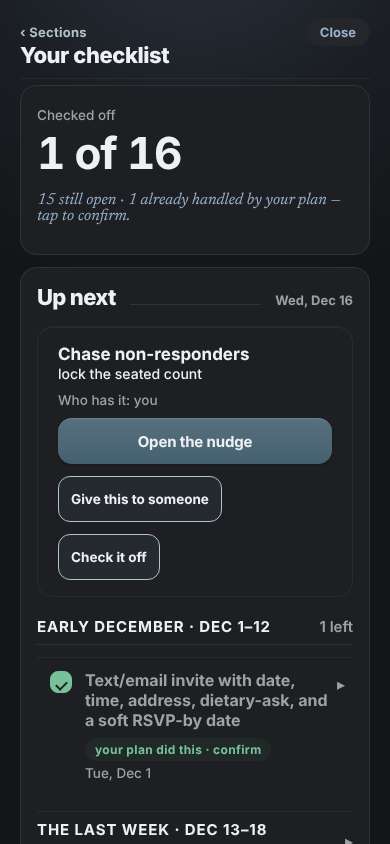 ‹ Sections
Close
Your checklist
Checked off
1 of 16
15 still open · 1 already handled by your plan –
tap to confirm.
Up next
Wed, Dec 16
Chase non-responders
lock the seated count
Who has it: you
Open the nudge
Give this to someone
Check it off
EARLY DECEMBER · DEC 1–12
1 left
Text/email invite with date,
time, address, dietary-ask, and
a soft RSVP-by date
your plan did this · confirm
Tue, Dec 1
THE LAST WEEK · DEC 13–18